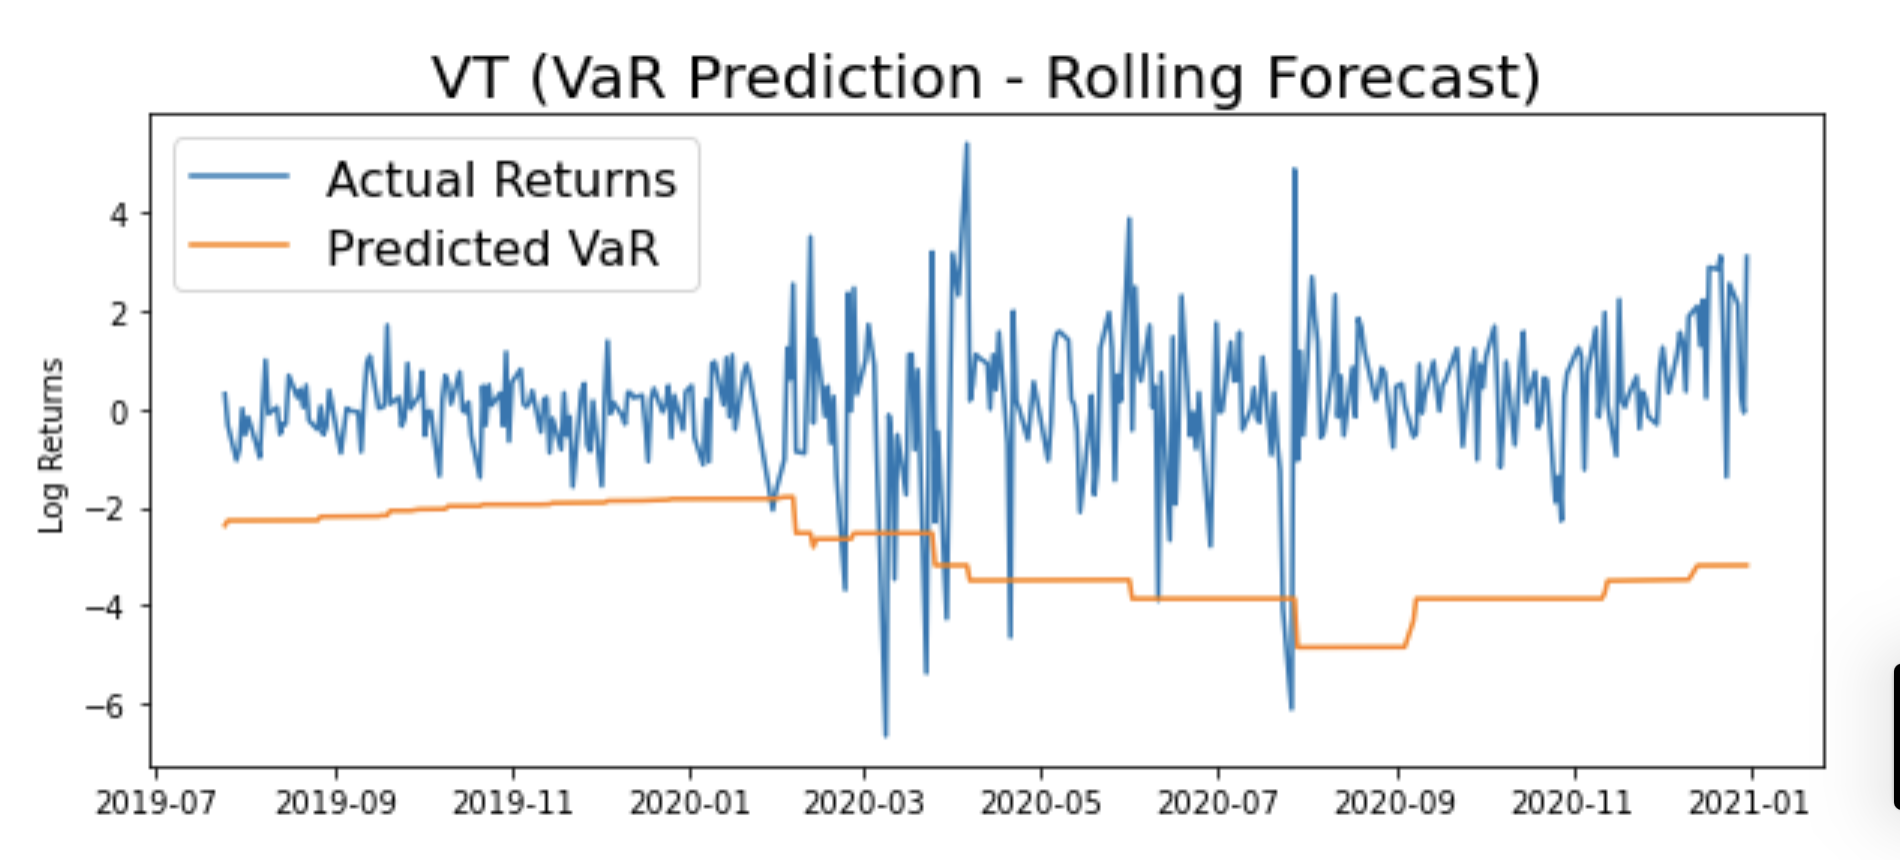 VT (VaR Prediction - Rolling Forecast)
Actual Returns
Predicted VaR
Log Returns
4
2
0
−2
−4
−6
2019-07 2019-09 2019-11 2020-01 2020-03 2020-05 2020-07 2020-09 2020-11 2021-01